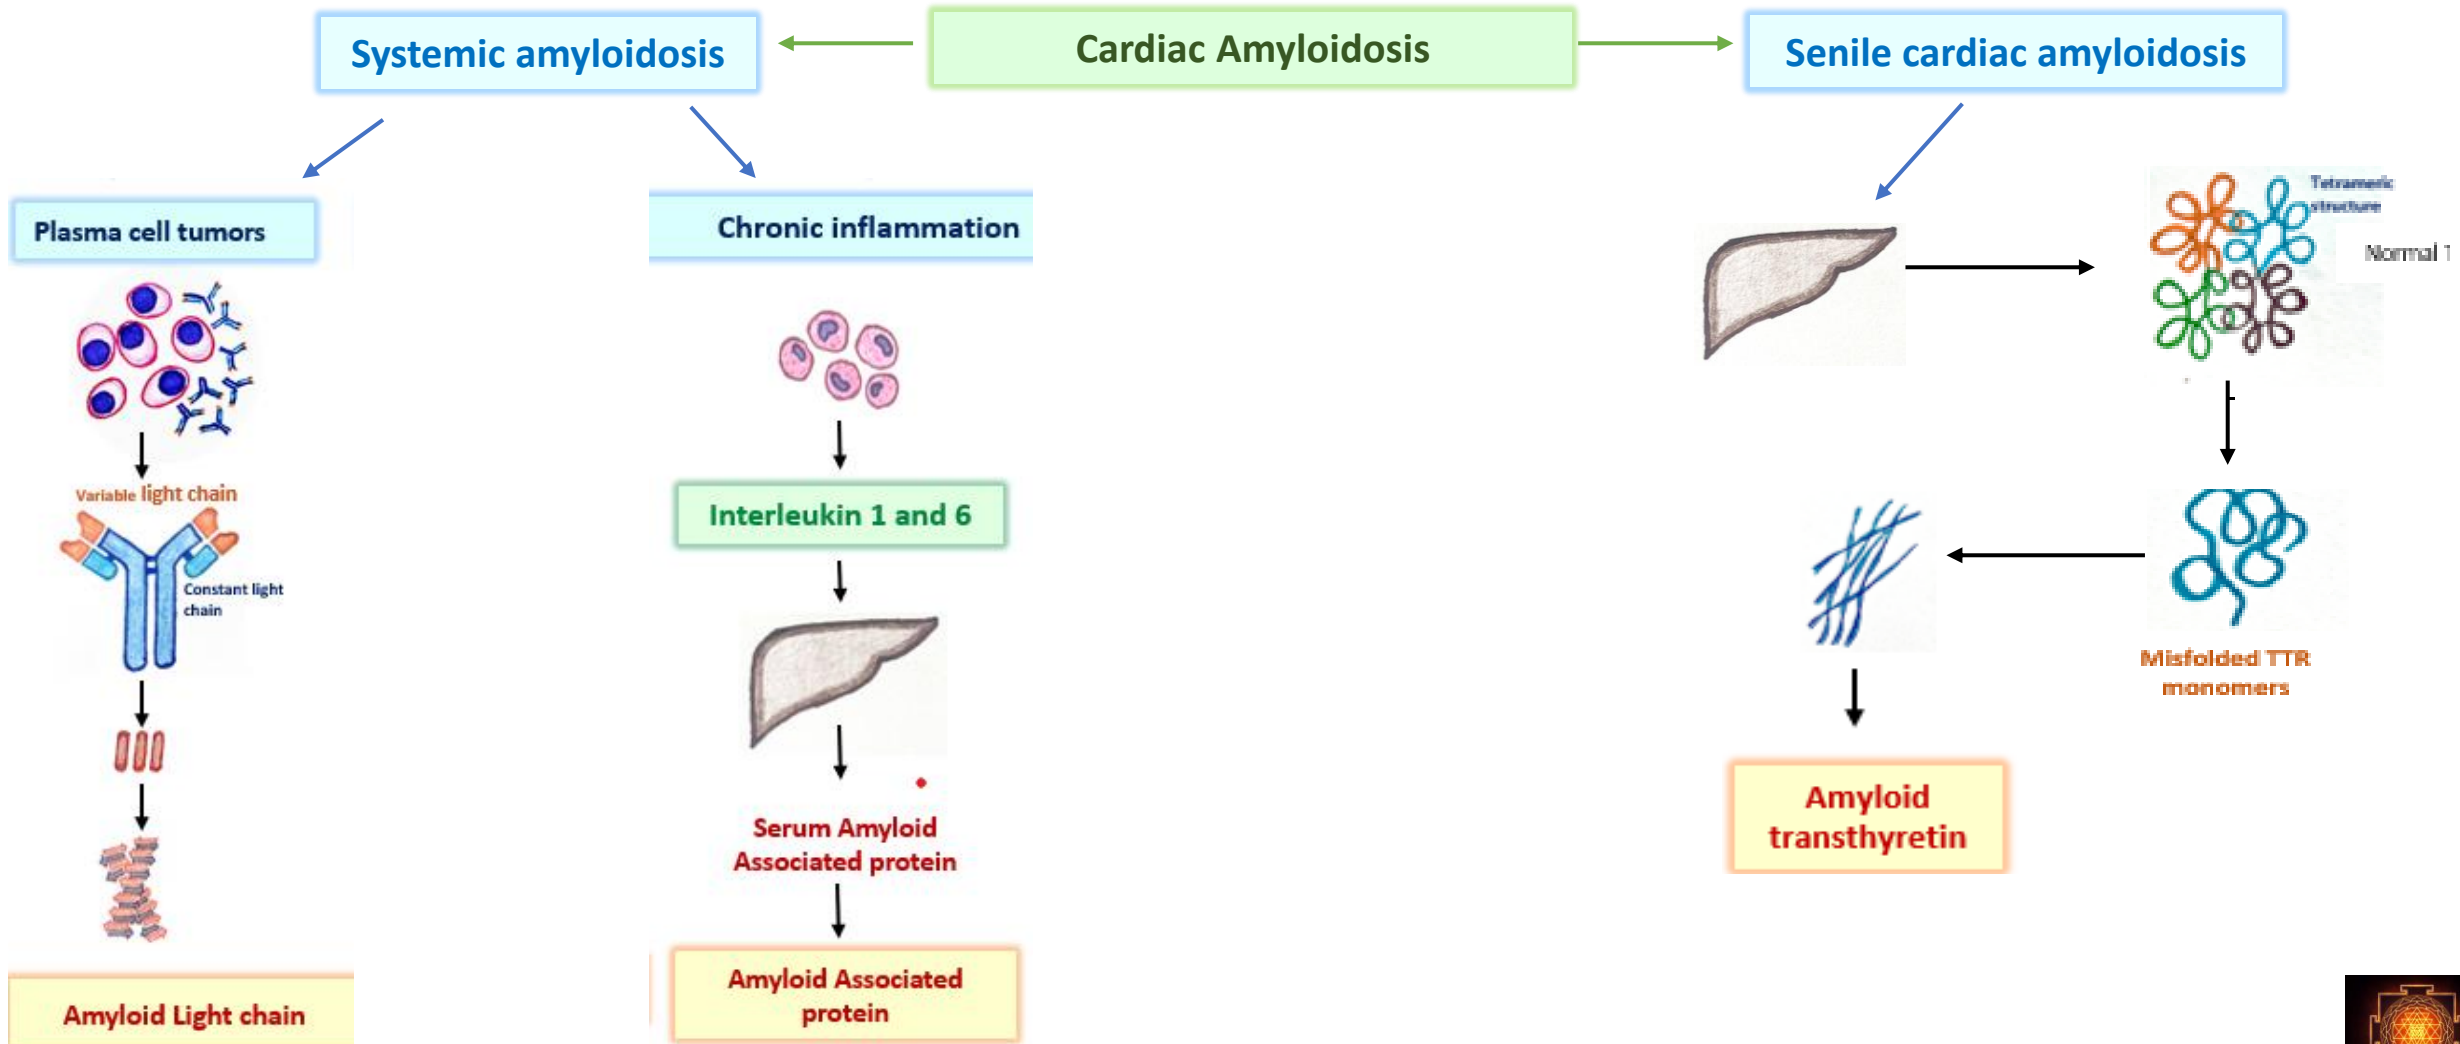 Systemic amyloidosis
Cardiac Amyloidosis
Senile cardiac amyloidosis
Plasma cell tumors
Variable light chain
Constant light
chain
Amyloid Light chain
Chronic inflammation
Interleukin 1 and 6
Serum Amyloid
Associated protein
Amyloid Associated
protein
Tetrameric
structure
Normal
Misfolded TTR
monomers
Amyloid
transthyretin